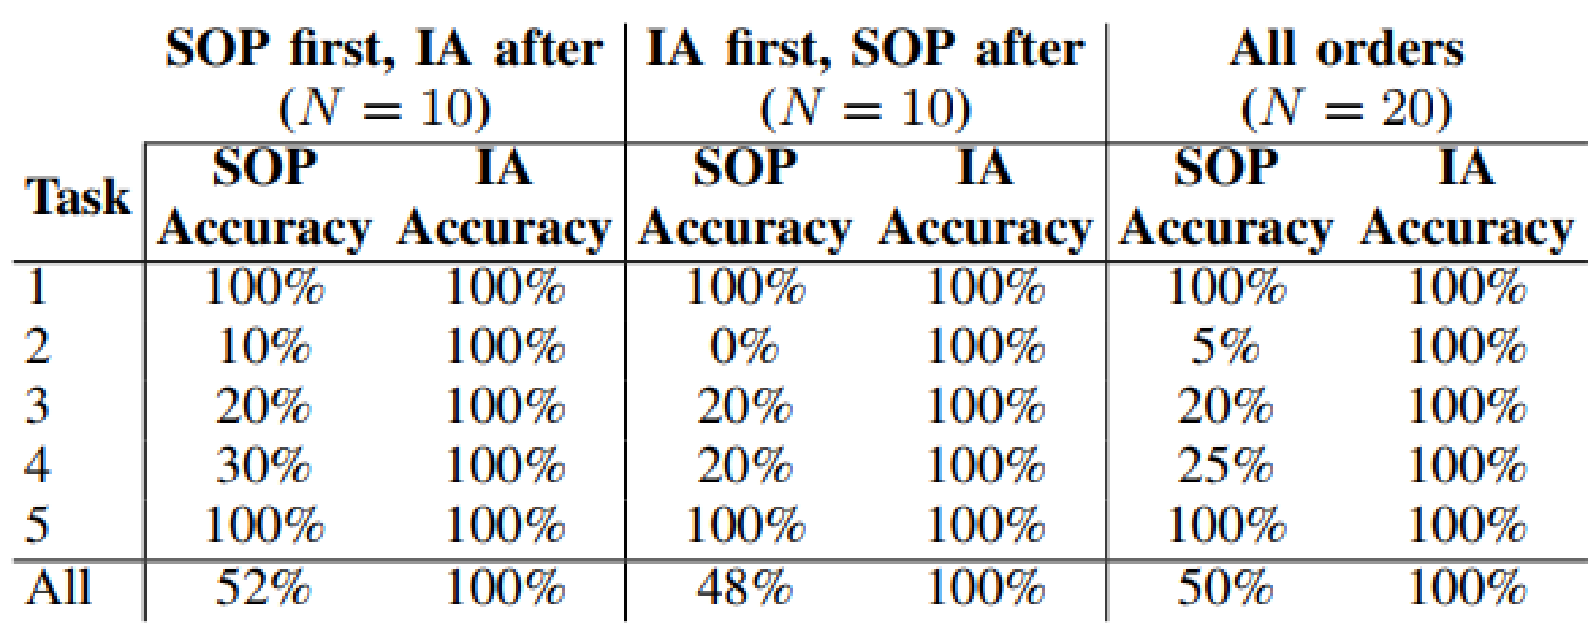 SOP first, IA after IA first, SOP after All orders
(N = 10) (N = 10) (N = 20)
Task SOP Accuracy IA Accuracy SOP Accuracy IA Accuracy SOP Accuracy IA Accuracy
1 100% 100% 100% 100% 100% 100%
2 10% 100% 0% 100% 5% 100%
3 20% 100% 20% 100% 20% 100%
4 30% 100% 20% 100% 25% 100%
5 100% 100% 100% 100% 100% 100%
All 52% 100% 48% 100% 50% 100%